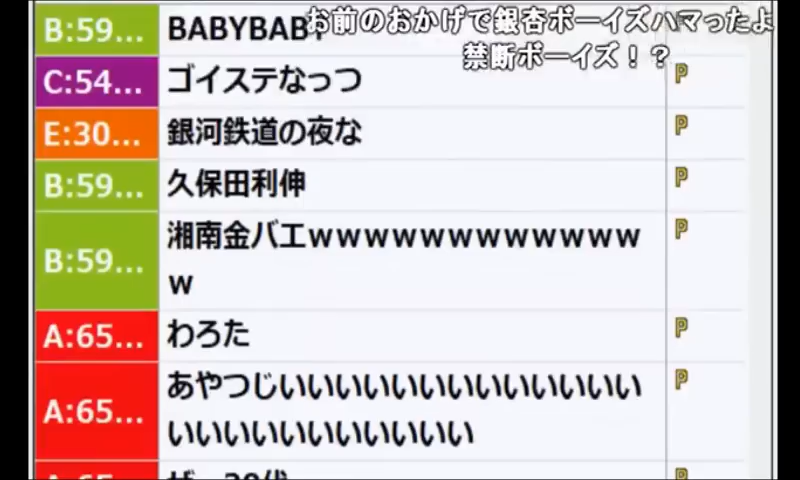 お前のおかげで銀杏ボーイズハマったよ
禁断ボーイズ！？
B:59... BABYBABY
C:54... ゴイステなっつ P
E:30... 銀河鉄道の夜な P
B:59... 久保田利伸 P
B:59... 湘南金バエwwwwwwwwwwww P
w
A:65... わろた P
A:65... あやつじいいいいいいいいいいいいい P
いいいいいいいいいいい